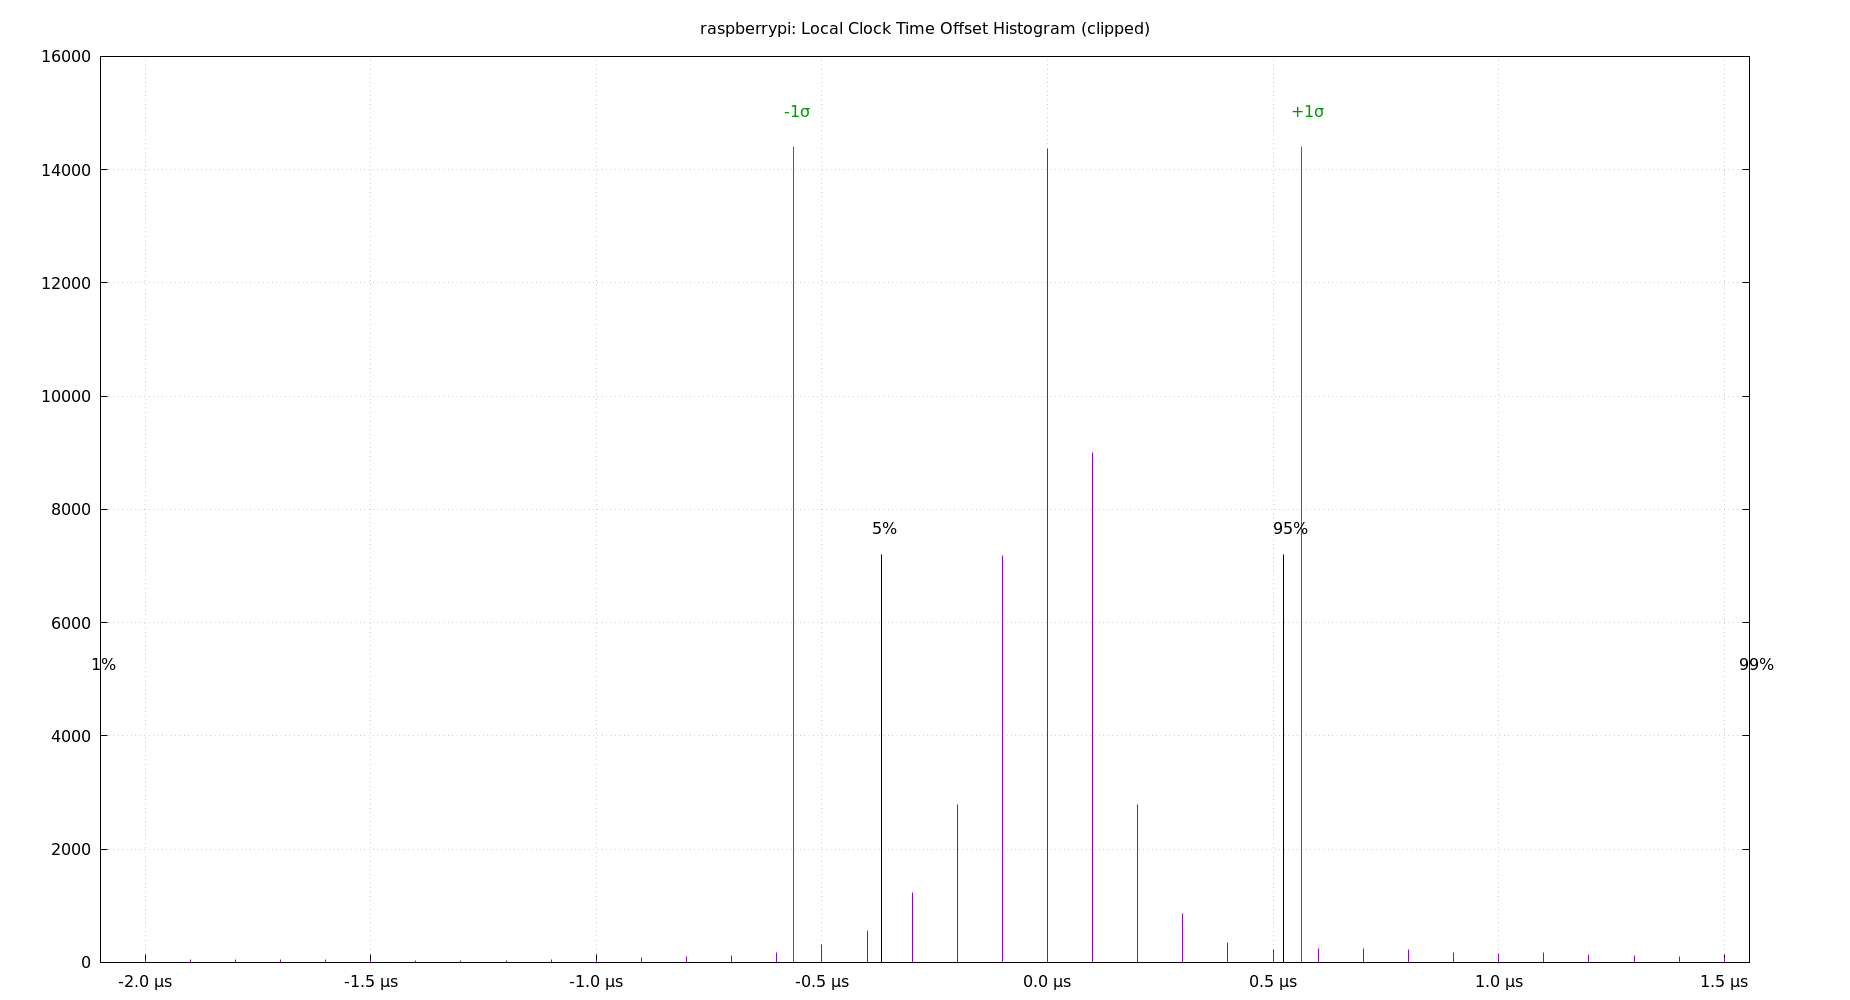 raspberrypi: Local Clock Time Offset Histogram (clipped)
16000
-1σ
+1σ
14000
12000
10000
8000
5%
95%
6000
1%
99%
4000
2000
0
-2.0 µs
-1.5 µs
-1.0 µs
-0.5 µs
0.0 µs
0.5 µs
1.0 µs
1.5 µs